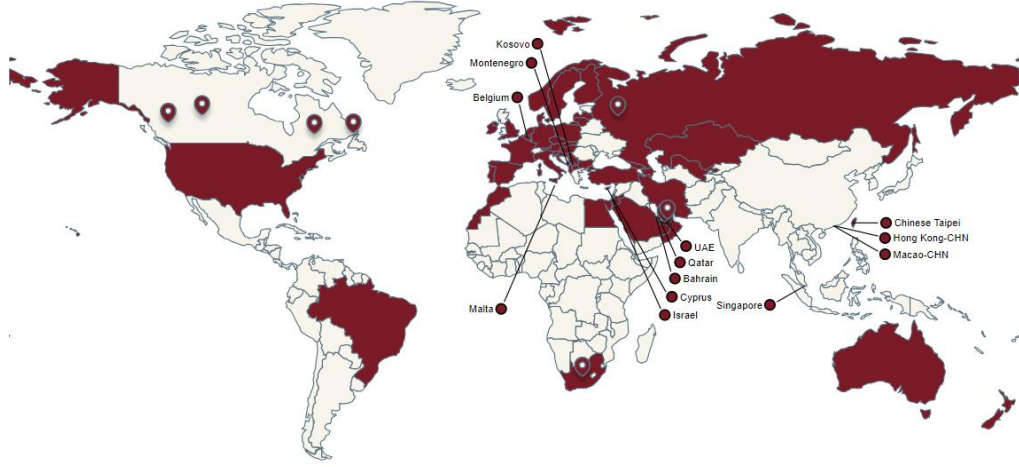 Kosovo
Montenegro
Belgium
Chinese Taipei
Hong Kong-CHN
Macao-CHN
UAE
Qatar
Bahrain
Cyprus
Israel
Singapore
Malta